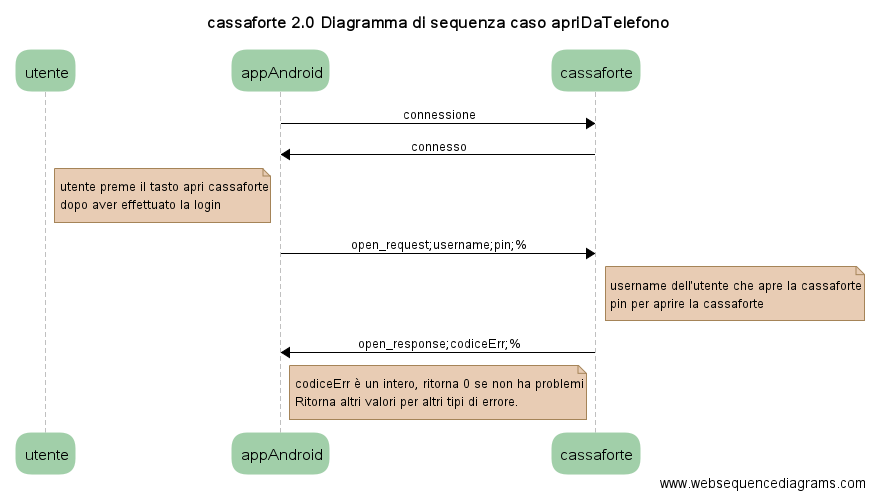 cassaforte 2.0 Diagramma di sequenza caso apriDaTelefono
utente
appAndroid
cassaforte
connessione
connesso
utente preme il tasto apri cassaforte
dopo aver effettuato la login
open_request;username;pin;%
username dell'utente che apre la cassaforte
pin per aprire la cassaforte
open_response;codiceErr;%
codiceErr è un intero, ritorna 0 se non ha problemi
Ritorna altri valori per altri tipi di errore.
utente
appAndroid
cassaforte
www.websequencediagrams.com